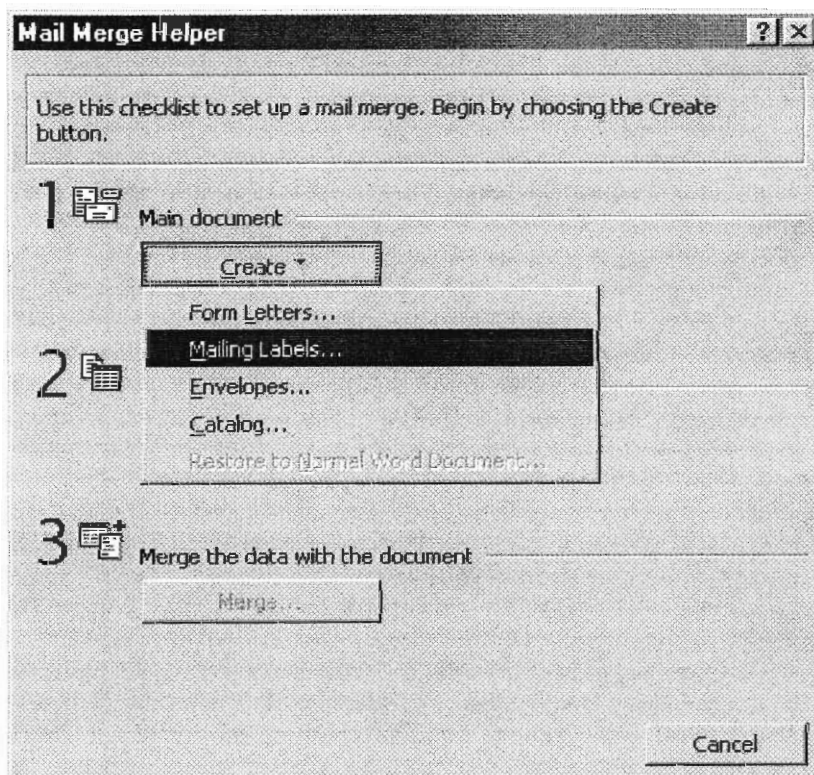 Mail Merge Helper
Use this checklist to set up a mail merge. Begin by choosing the Create
button.
1
Main document
Create
Form Letters...
Mailing Labels...
2
Envelopes...
Catalog...
Restore to Normal Word Document...
3
Merge the data with the document
Merge...
Cancel